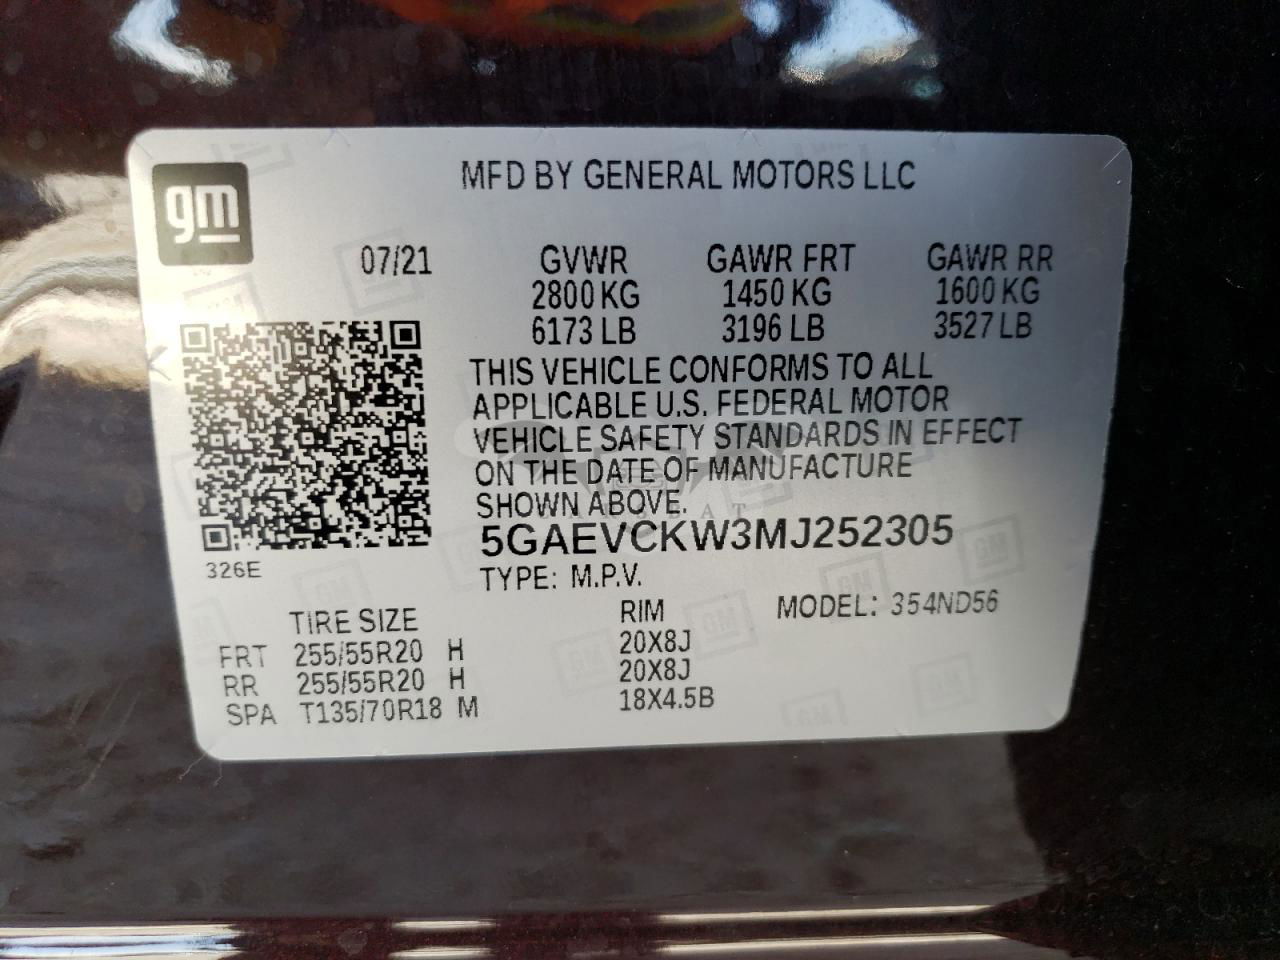 gm
MFD BY GENERAL MOTORS LLC
07/21 GVWR GAWR FRT GAWR RR
2800 KG 1450 KG 1600 KG
6173 LB 3196 LB 3527 LB
THIS VEHICLE CONFORMS TO ALL
APPLICABLE U.S. FEDERAL MOTOR
VEHICLE SAFETY STANDARDS IN EFFECT
ON THE DATE OF MANUFACTURE
SHOWN ABOVE.
5GAEVCKW3MJ252305
326E
TYPE: M.P.V.
TIRE SIZE RIM MODEL: 354ND56
FRT 255/55R20 H 20X8J
RR 255/55R20 H 20X8J
SPA T135/70R18 M 18X4.5B